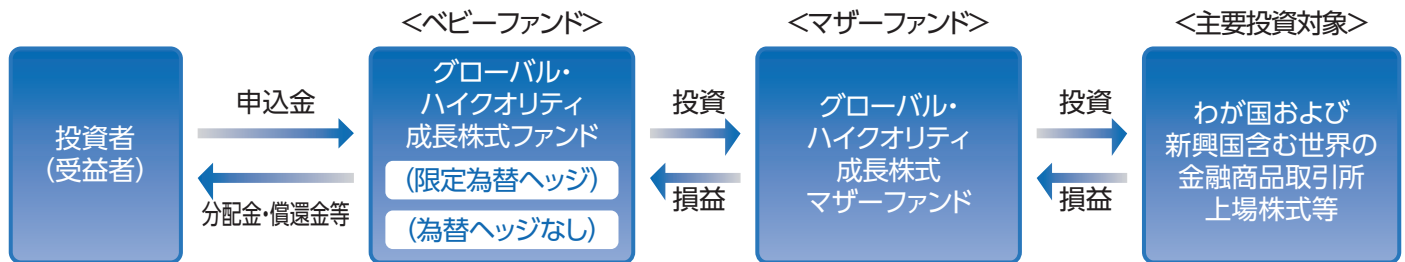 <ベビーファンド>
<マザーファンド>
<主要投資対象>
投資者
(受益者)
申込金
分配金・償還金等
グローバル・
ハイクオリティ
成長株式ファンド
(限定為替ヘッジ)
(為替ヘッジなし)
投資
損益
グローバル・
ハイクオリティ
成長株式
マザーファンド
投資
損益
わが国および
新興国含む世界の
金融商品取引所
上場株式等